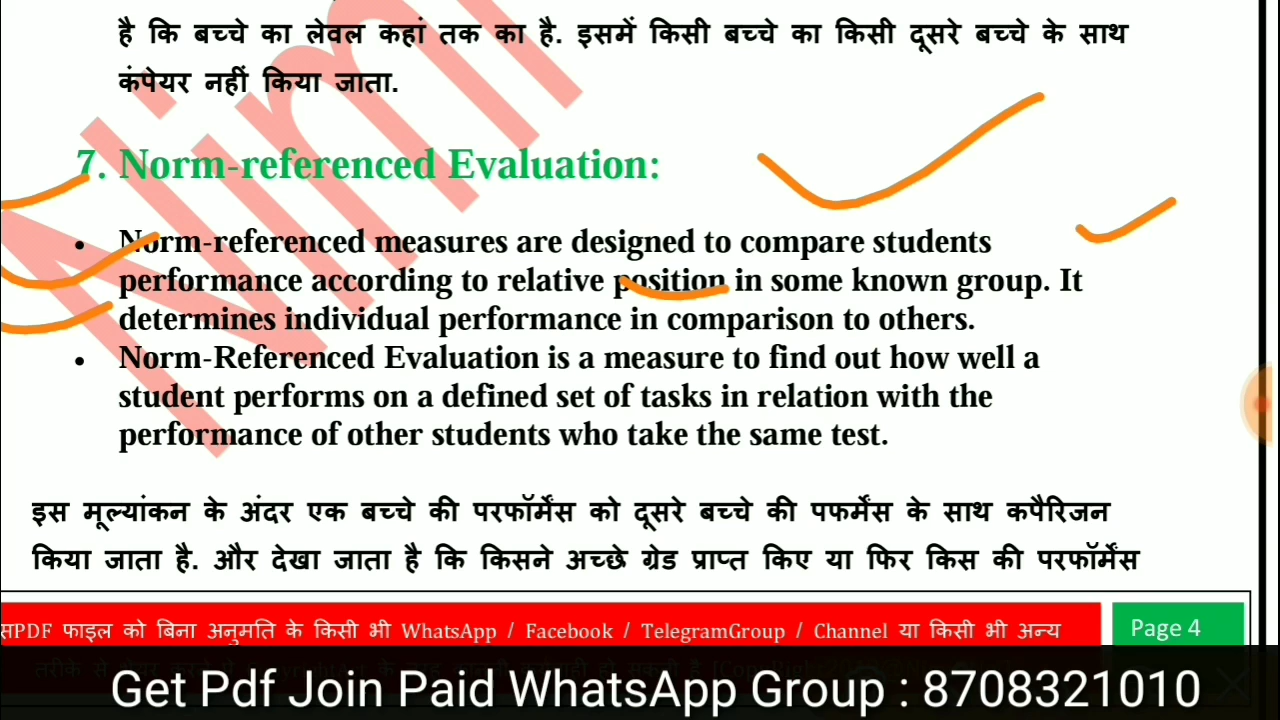 है कि बच्चे का लेवल कहां तक का है. इसमें किसी बच्चे का किसी दूसरे बच्चे के साथ
कंपेयर नहीं किया जाता.
7. Norm-referenced Evaluation:
• Norm-referenced measures are designed to compare students
performance according to relative position in some known group. It
determines individual performance in comparison to others.
• Norm-Referenced Evaluation is a measure to find out how well a
student performs on a defined set of tasks in relation with the
performance of other students who take the same test.
इस मूल्यांकन के अंदर एक बच्चे की परफॉर्मेंस को दूसरे बच्चे की पफर्मेंस के साथ कपैरिजन
किया जाता है. और देखा जाता है कि किसने अच्छे ग्रेड प्राप्त किए या फिर किस की परफॉर्मेंस
सPDF फाइल को बिना अनुमति के किसी भी WhatsApp / Facebook / TelegramGroup / Channel या किसी भी अन्य
Page 4
तरीके से
Get Pdf Join Paid WhatsApp Group : 8708321010